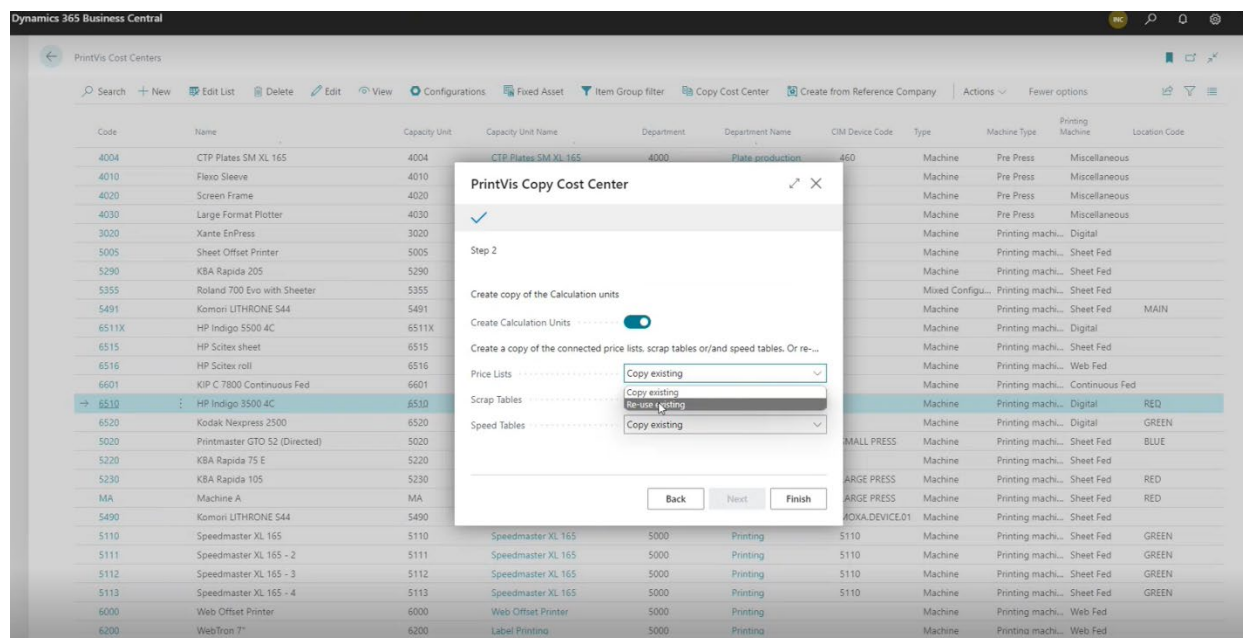 Dynamics 365 Business Central
INC
PrintVis Cost Centers
Search New Edit List Delete Edit View Configurations Fixed Asset Item Group filter Copy Cost Center Create from Reference Company Actions Fewer options
Code Name Capacity Unit Capacity Unit Name Department Department Name CIM Device Code Type Machine Type Printing Machine Location Code
4004 CTP Plates SM XL 165 4004 CTP Plates SM XL 165 4000 Plate production 460 Machine Pre Press Miscellaneous
4010 Flexo Sleeve 4010 Machine Pre Press Miscellaneous
4020 Screen Frame 4020 Machine Pre Press Miscellaneous
4030 Large Format Plotter 4030 Machine Pre Press Miscellaneous
3020 Xante EnPress 3020 Machine Printing machi... Digital
5005 Sheet Offset Printer 5005 Machine Printing machi... Sheet Fed
5290 KBA Rapida 205 5290 Machine Printing machi... Sheet Fed
5355 Roland 700 Evo with Sheeter 5355 Mixed Configu... Printing machi... Sheet Fed
5491 Komori LITHRONE S44 5491 Machine Printing machi... Sheet Fed MAIN
6511X HP Indigo 5500 4C 6511X Machine Printing machi... Digital
6515 HP Scitex sheet 6515 Machine Printing machi... Sheet Fed
6516 HP Scitex roll 6516 Machine Printing machi... Web Fed
6601 KIP C 7800 Continuous Fed 6601 Machine Printing machi... Continuous Fed
6510 HP Indigo 3500 4C 6510 Machine Printing machi... Digital RED
6520 Kodak Nexpress 2500 6520 Machine Printing machi... Digital GREEN
5020 Printmaster GTO 52 (Directed) 5020 SMALL PRESS Machine Printing machi... Sheet Fed BLUE
5220 KBA Rapida 75 E 5220 Machine Printing machi... Sheet Fed
5230 KBA Rapida 105 5230 ARGE PRESS Machine Printing machi... Sheet Fed RED
MA Machine A MA ARGE PRESS Machine Printing machi... Sheet Fed RED
5490 Komori LITHRONE S44 5490 MOXA.DEVICE.01 Machine Printing machi... Sheet Fed
5110 Speedmaster XL 165 5110 Speedmaster XL 165 5000 Printing 5110 Machine Printing machi... Sheet Fed GREEN
5111 Speedmaster XL 165 - 2 5111 Speedmaster XL 165 5000 Printing 5110 Machine Printing machi... Sheet Fed GREEN
5112 Speedmaster XL 165 - 3 5112 Speedmaster XL 165 5000 Printing 5110 Machine Printing machi... Sheet Fed GREEN
5113 Speedmaster XL 165 - 4 5113 Speedmaster XL 165 5000 Printing 5110 Machine Printing machi... Sheet Fed GREEN
6000 Web Offset Printer 6000 Web Offset Printer 5000 Printing Machine Printing machi... Web Fed
6200 WebTron 7" 6200 Label Printing 5000 Printing Machine Printing machi... Web Fed
PrintVis Copy Cost Center
Step 2
Create copy of the Calculation units
Create Calculation Units
Create a copy of the connected price lists, scrap tables or/and speed tables. Or re-...
Price Lists Copy existing
Copy existing
Scrap Tables Re-use existing
Speed Tables Copy existing
Back Next Finish